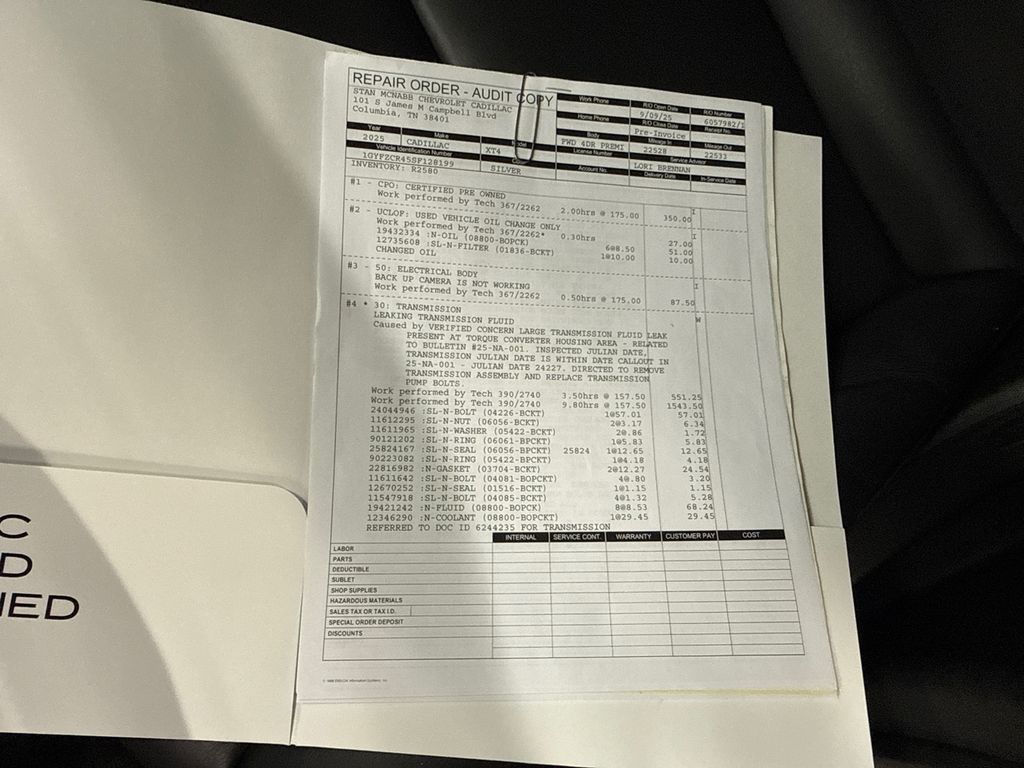 REPAIR ORDER - AUDIT COPY
STAN MCNABB CHEVROLET CADILLAC
101 S James M Campbell Blvd
Columbia, TN 38401
Work Phone R/O Open Date R/O Number
9/09/25 6057982/1
Home Phone R/O Close Date Receipt No.
Pre-Invoice
Year Make Model Body Mileage In Mileage Out
2025 CADILLAC XT4 FWD 4DR PREMI 22528 22533
Vehicle Identification Number Color License Number Service Advisor
1GYFZCR45SF128199 SILVER LORI BRENNAN
Account No. Delivery Date In-Service Date
INVENTORY: R2580
#1 - CPO: CERTIFIED PRE OWNED I
Work performed by Tech 367/2262 2.00hrs @ 175.00 350.00
#2 - UCLOF: USED VEHICLE OIL CHANGE ONLY I
Work performed by Tech 367/2262* 0.30hrs 27.00
19432334 :N-OIL (08800-BOPCK) 6@8.50 51.00
12735608 :SL-N-FILTER (01836-BCKT) 1@10.00 10.00
CHANGED OIL
#3 - 50: ELECTRICAL BODY I
BACK UP CAMERA IS NOT WORKING
Work performed by Tech 367/2262 0.50hrs @ 175.00 87.50
#4 * 30: TRANSMISSION W
LEAKING TRANSMISSION FLUID
Caused by VERIFIED CONCERN LARGE TRANSMISSION FLUID LEAK
PRESENT AT TORQUE CONVERTER HOUSING AREA - RELATED
TO BULLETIN #25-NA-001. INSPECTED JULIAN DATE,
TRANSMISSION JULIAN DATE IS WITHIN DATE CALLOUT IN
25-NA-001 - JULIAN DATE 24227. DIRECTED TO REMOVE
TRANSMISSION ASSEMBLY AND REPLACE TRANSMISSION
PUMP BOLTS.
Work performed by Tech 390/2740 3.50hrs @ 157.50 551.25
Work performed by Tech 390/2740 9.80hrs @ 157.50 1543.50
24044946 :SL-N-BOLT (04226-BCKT) 1@57.01 57.01
11612295 :SL-N-NUT (06056-BCKT) 2@3.17 6.34
11611965 :SL-N-WASHER (05422-BCKT) 2@.86 1.72
90121202 :SL-N-RING (06061-BPCKT) 1@5.83 5.83
25824167 :SL-N-SEAL (06056-BPCKT) 25824 1@12.65 12.65
90223082 :SL-N-RING (05422-BPCKT) 1@4.18 4.18
22816982 :N-GASKET (03704-BCKT) 2@12.27 24.54
11611642 :SL-N-BOLT (04081-BOPCKT) 4@.80 3.20
12670252 :SL-N-SEAL (01516-BCKT) 1@1.15 1.15
11547918 :SL-N-BOLT (04085-BCKT) 4@1.32 5.28
19421242 :N-FLUID (08800-BOPCK) 8@8.53 68.24
12346290 :N-COOLANT (08800-BOPCKT) 1@29.45 29.45
REFERRED TO DOC ID 6244235 FOR TRANSMISSION
INTERNAL SERVICE CONT. WARRANTY CUSTOMER PAY COST
LABOR
PARTS
DEDUCTIBLE
SUBLET
SHOP SUPPLIES
HAZARDOUS MATERIALS
SALES TAX OR TAX I.D.
SPECIAL ORDER DEPOSIT
DISCOUNTS
C
D
IED